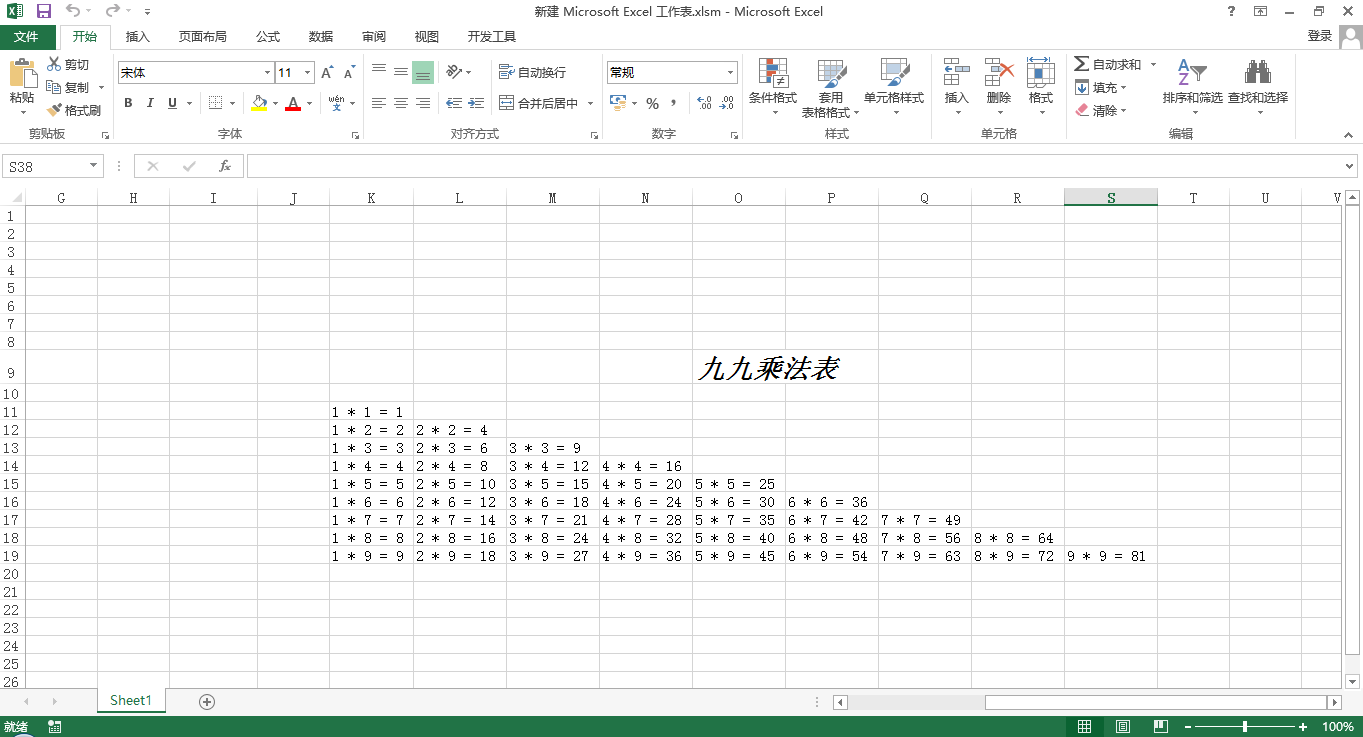 新建 Microsoft Excel 工作表.xlsm - Microsoft Excel
文件 开始 插入 页面布局 公式 数据 审阅 视图 开发工具 登录
粘贴 剪切 复制 格式刷 剪贴板
宋体 11 B I U wén 文 字体
自动换行 合并后居中 对齐方式
常规 % , .00 数字
条件格式 套用 表格格式 单元格样式 样式
插入 删除 格式 单元格
自动求和 填充 清除 排序和筛选 查找和选择 编辑
S38 fx
G H I J K L M N O P Q R S T U V
1
2
3
4
5
6
7
8
9 九九乘法表
10
11 1 * 1 = 1
12 1 * 2 = 2 2 * 2 = 4
13 1 * 3 = 3 2 * 3 = 6 3 * 3 = 9
14 1 * 4 = 4 2 * 4 = 8 3 * 4 = 12 4 * 4 = 16
15 1 * 5 = 5 2 * 5 = 10 3 * 5 = 15 4 * 5 = 20 5 * 5 = 25
16 1 * 6 = 6 2 * 6 = 12 3 * 6 = 18 4 * 6 = 24 5 * 6 = 30 6 * 6 = 36
17 1 * 7 = 7 2 * 7 = 14 3 * 7 = 21 4 * 7 = 28 5 * 7 = 35 6 * 7 = 42 7 * 7 = 49
18 1 * 8 = 8 2 * 8 = 16 3 * 8 = 24 4 * 8 = 32 5 * 8 = 40 6 * 8 = 48 7 * 8 = 56 8 * 8 = 64
19 1 * 9 = 9 2 * 9 = 18 3 * 9 = 27 4 * 9 = 36 5 * 9 = 45 6 * 9 = 54 7 * 9 = 63 8 * 9 = 72 9 * 9 = 81
20
21
22
23
24
25
26
Sheet1
就绪 100%